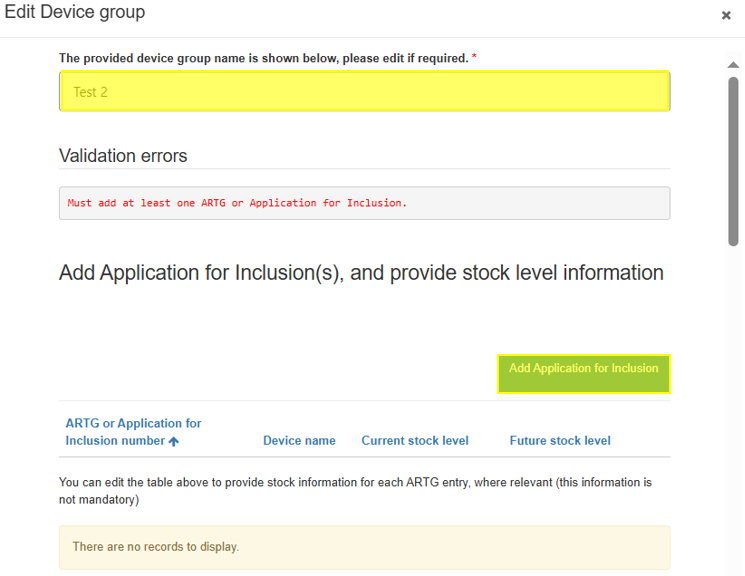 Edit Device group
×
The provided device group name is shown below, please edit if required. *
Test 2
Validation errors
Must add at least one ARTG or Application for Inclusion.
Add Application for Inclusion(s), and provide stock level information
Add Application for Inclusion
ARTG or Application for
Inclusion number ↑ Device name Current stock level Future stock level
You can edit the table above to provide stock information for each ARTG entry, where relevant (this information is
not mandatory)
There are no records to display.